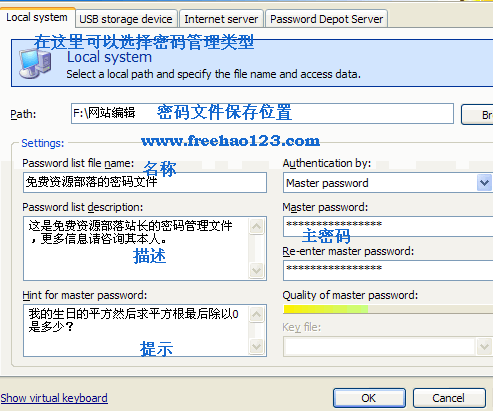 Local system
USB storage device
Internet server
Password Depot Server
在这里可以选择密码管理类型
Local system
Select a local path and specify the file name and access data.
Path:
F:\网站编辑
密码文件保存位置
Settings:
www.freehao123.com
Password list file name:
名称
Authentication by:
免费资源部落的密码文件
Master password
Password list description:
Master password:
这是免费资源部落站长的密码管理文件
，更多信息请咨询其本人。
描述
****************
主密码
Re-enter master password:
****************
Hint for master password:
Quality of master password:
我的生日的平方然后求平方根最后除以0
是多少？
提示
Key file:
Show virtual keyboard
OK
Cancel